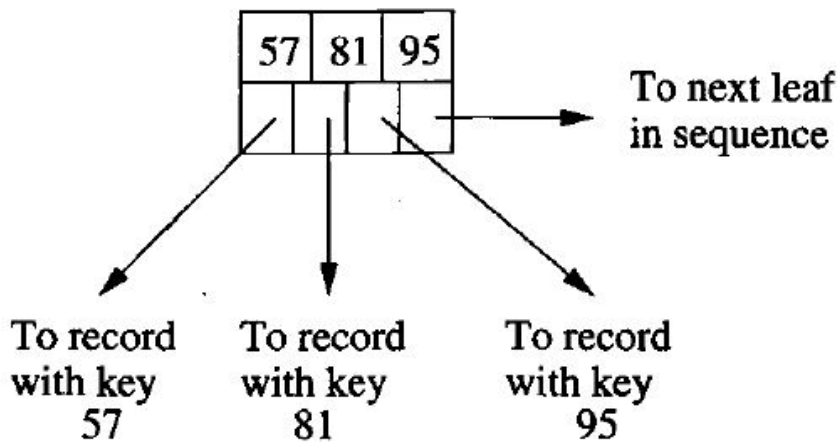 57 81 95
To next leaf
in sequence
To record
with key
57
To record
with key
81
To record
with key
95